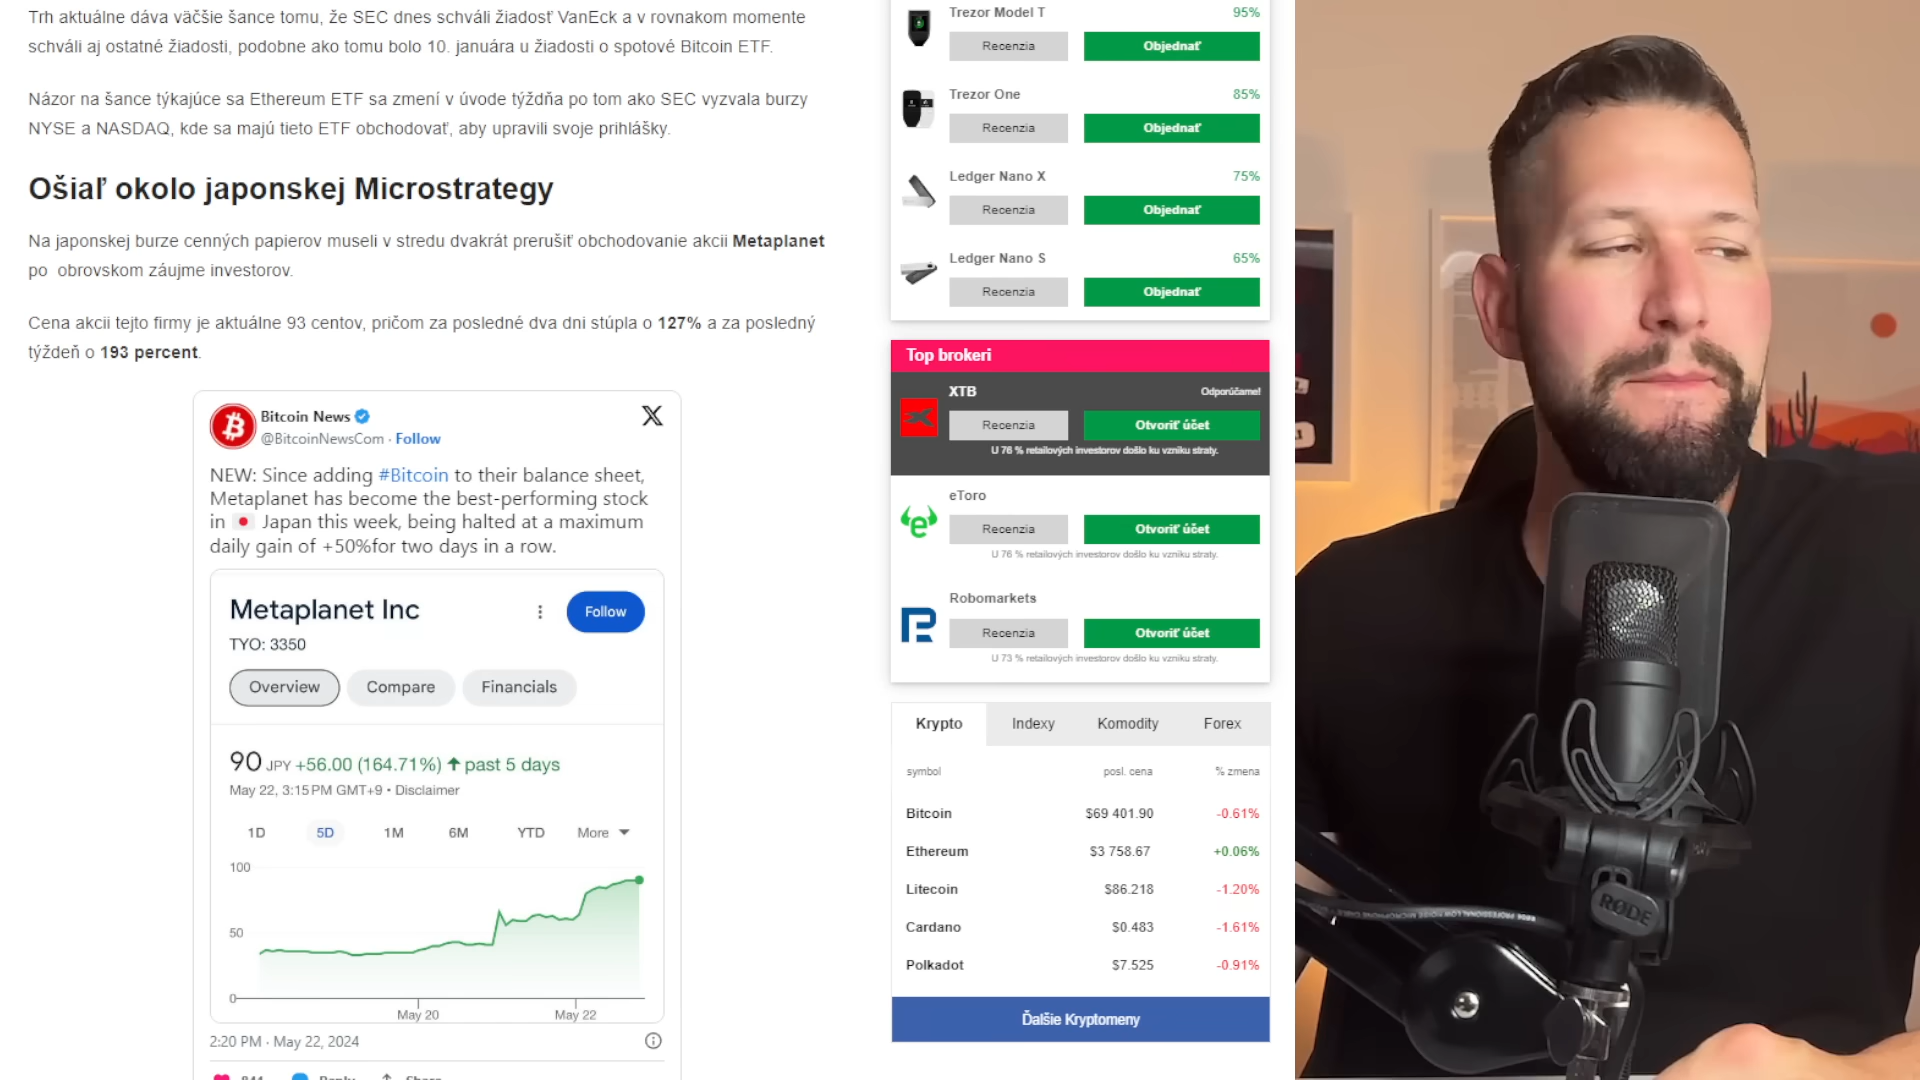 Trh aktuálne dáva väčšie šance tomu, že SEC dnes schváli žiadosť VanEck a v rovnakom momente
schváli aj ostatné žiadosti, podobne ako tomu bolo 10. januára u žiadosti o spotové Bitcoin ETF.
Názor na šance týkajúce sa Ethereum ETF sa zmení v úvode týždňa po tom ako SEC vyzvala burzy
NYSE a NASDAQ, kde sa majú tieto ETF obchodovať, aby upravili svoje prihlášky.
Ošiaľ okolo japonskej Microstrategy
Na japonskej burze cenných papierov museli v stredu dvakrát prerušiť obchodovanie akcii Metaplanet
po obrovskom záujme investorov.
Cena akcii tejto firmy je aktuálne 93 centov, pričom za posledné dva dni stúpla o 127% a za posledný
týždeň o 193 percent.
Bitcoin News
@BitcoinNewsCom · Follow
NEW: Since adding #Bitcoin to their balance sheet,
Metaplanet has become the best-performing stock
in Japan this week, being halted at a maximum
daily gain of +50%for two days in a row.
Metaplanet Inc
Follow
TYO: 3350
Overview Compare Financials
90 JPY +56.00 (164.71%) ↑ past 5 days
May 22, 3:15 PM GMT+9 • Disclaimer
1D 5D 1M 6M YTD More
100
50
0
May 20 May 22
2:20 PM · May 22, 2024
Reply Share
Trezor Model T 95%
Recenzia Objednať
Trezor One 85%
Recenzia Objednať
Ledger Nano X 75%
Recenzia Objednať
Ledger Nano S 65%
Recenzia Objednať
Top brokeri
XTB Odporúčame!
Recenzia Otvoriť účet
U 76 % retailových investorov došlo ku vzniku straty.
eToro
Recenzia Otvoriť účet
U 76 % retailových investorov došlo ku vzniku straty.
Robomarkets
Recenzia Otvoriť účet
U 73 % retailových investorov došlo ku vzniku straty.
Krypto Indexy Komodity Forex
symbol posl. cena % zmena
Bitcoin $69 401.90 -0.61%
Ethereum $3 758.67 +0.06%
Litecoin $86.218 -1.20%
Cardano $0.483 -1.61%
Polkadot $7.525 -0.91%
Ďalšie Kryptomeny
RØDE